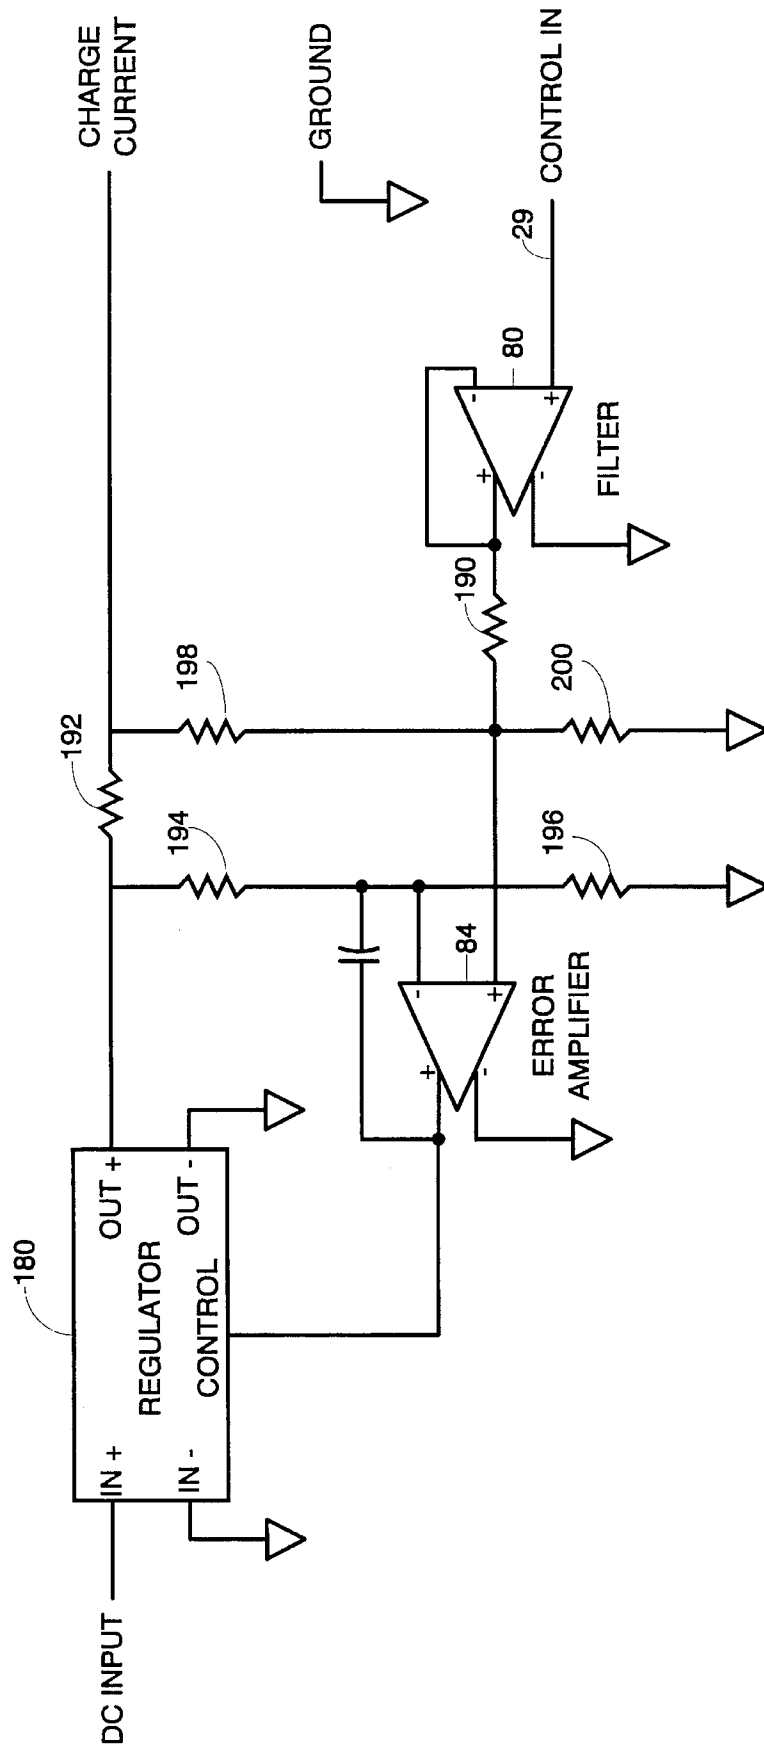 CHARGE
CURRENT
GROUND
CONTROL IN
29
80
+
-
+
-
FILTER
190
192
198
200
194
196
84
+
-
+
-
ERROR
AMPLIFIER
180
IN +
OUT +
REGULATOR
IN -
OUT -
CONTROL
DC INPUT